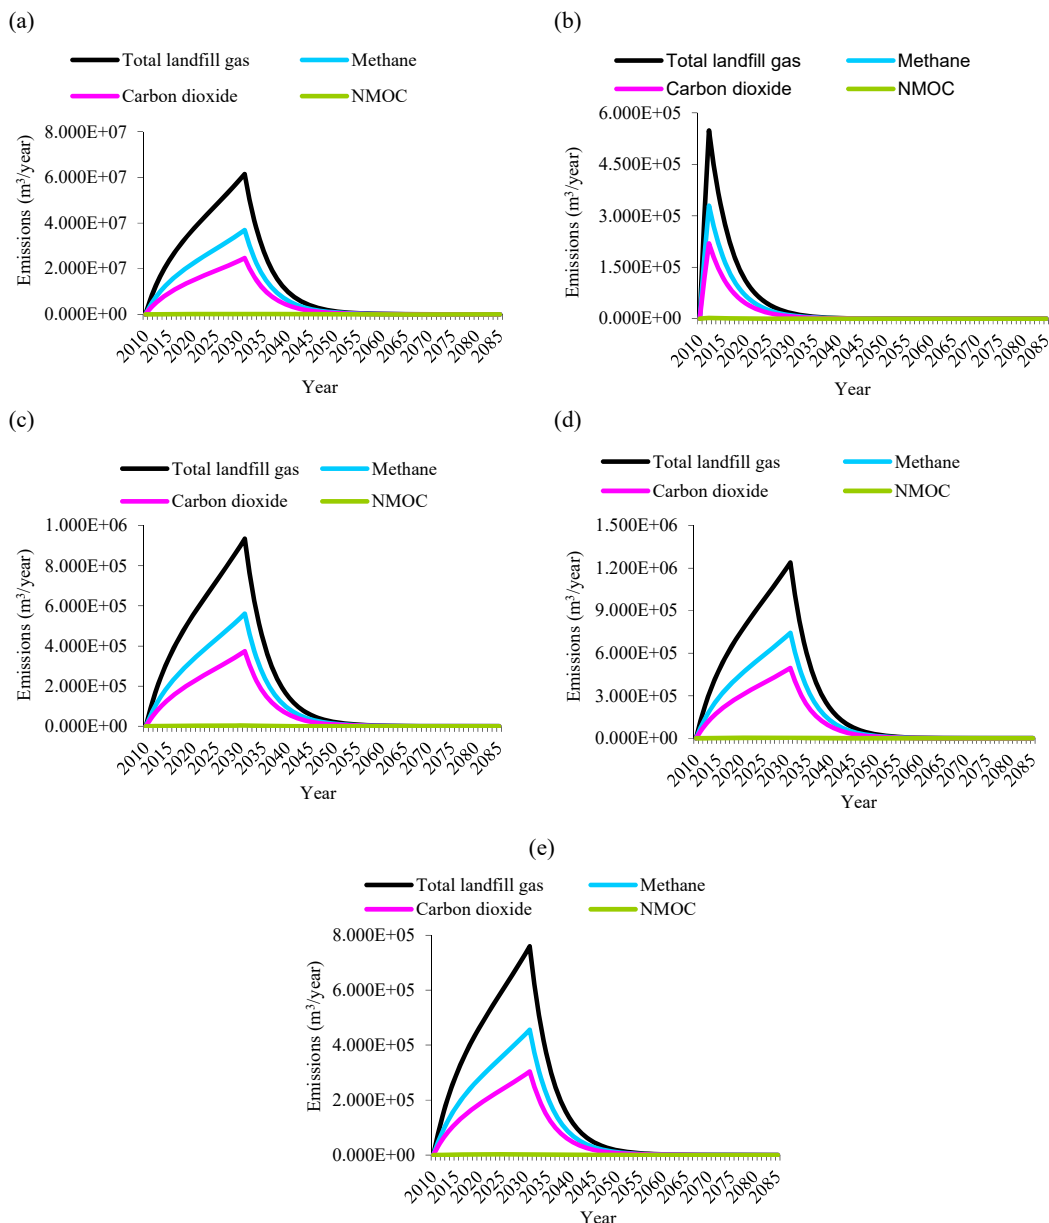 (a)
Total landfill gas Methane
Carbon dioxide NMOC
8.000E+07
6.000E+07
4.000E+07
2.000E+07
0.000E+00
Emissions (m³/year)
2010 2015 2020 2025 2030 2035 2040 2045 2050 2055 2060 2065 2070 2075 2080 2085
Year
(b)
Total landfill gas Methane
Carbon dioxide NMOC
6.000E+05
4.500E+05
3.000E+05
1.500E+05
0.000E+00
Emissions (m³/year)
2010 2015 2020 2025 2030 2035 2040 2045 2050 2055 2060 2065 2070 2075 2080 2085
Year
(c)
Total landfill gas Methane
Carbon dioxide NMOC
1.000E+06
8.000E+05
6.000E+05
4.000E+05
2.000E+05
0.000E+00
Emissions (m³/year)
2010 2015 2020 2025 2030 2035 2040 2045 2050 2055 2060 2065 2070 2075 2080 2085
Year
(d)
Total landfill gas Methane
Carbon dioxide NMOC
1.500E+06
1.200E+06
9.000E+05
6.000E+05
3.000E+05
0.000E+00
Emissions (m³/year)
2010 2015 2020 2025 2030 2035 2040 2045 2050 2055 2060 2065 2070 2075 2080 2085
Year
(e)
Total landfill gas Methane
Carbon dioxide NMOC
8.000E+05
6.000E+05
4.000E+05
2.000E+05
0.000E+00
Emissions (m³/year)
2010 2015 2020 2025 2030 2035 2040 2045 2050 2055 2060 2065 2070 2075 2080 2085
Year